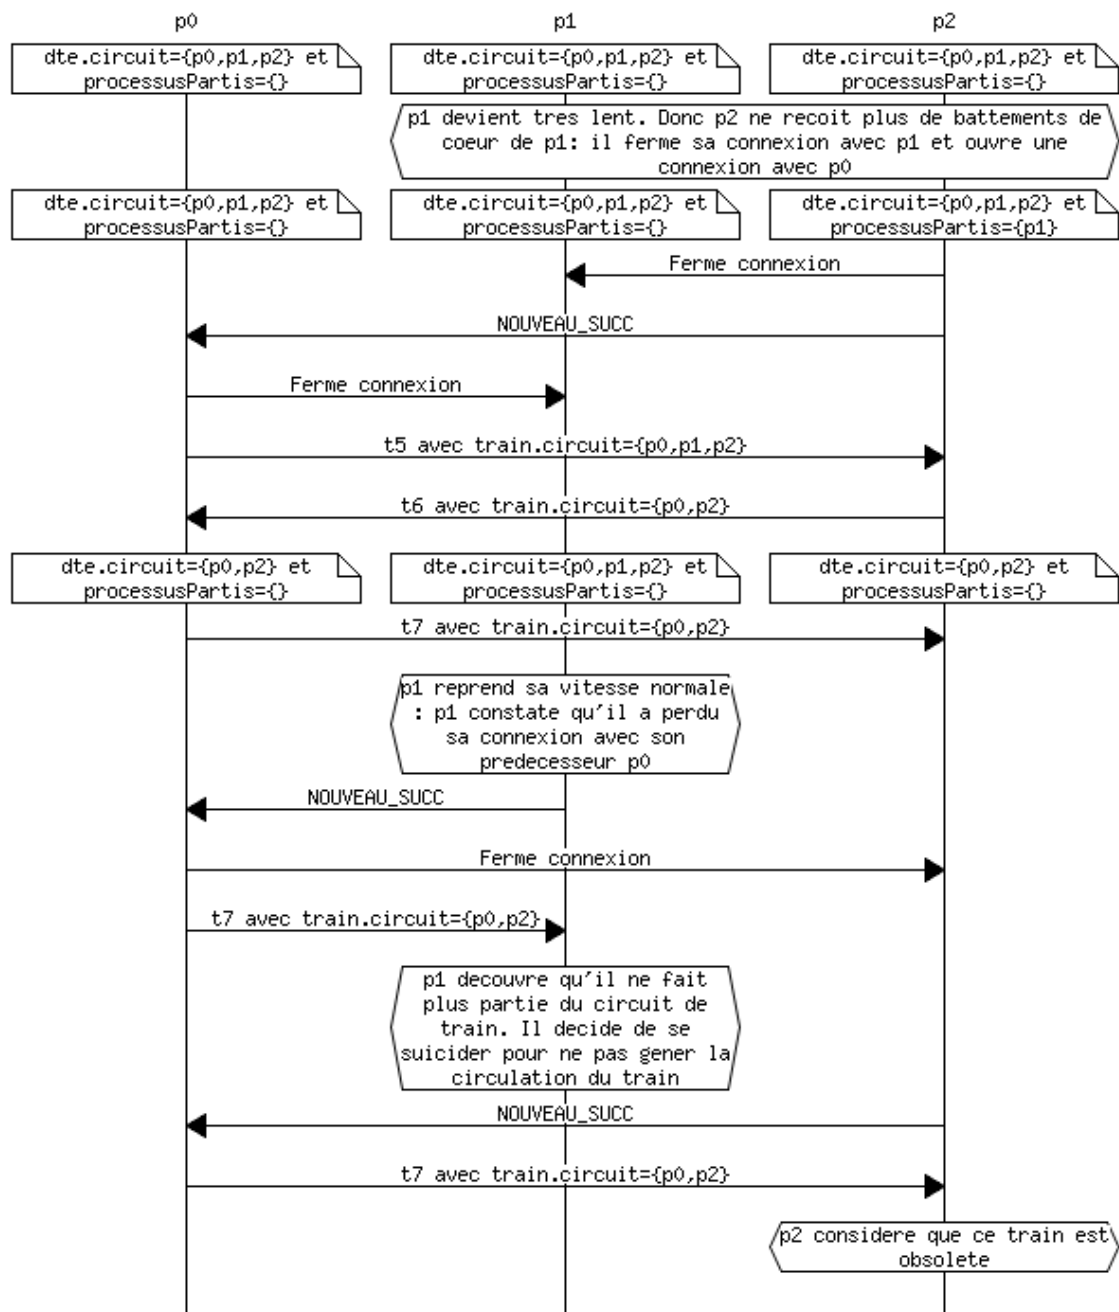 p0 p1 p2
dte.circuit={p0,p1,p2} et
processusPartis={}
dte.circuit={p0,p1,p2} et
processusPartis={}
dte.circuit={p0,p1,p2} et
processusPartis={}
p1 devient tres lent. Donc p2 ne recoit plus de battements de
coeur de p1: il ferme sa connexion avec p1 et ouvre une
connexion avec p0
dte.circuit={p0,p1,p2} et
processusPartis={}
dte.circuit={p0,p1,p2} et
processusPartis={}
dte.circuit={p0,p1,p2} et
processusPartis={p1}
Ferme connexion
NOUVEAU_SUCC
Ferme connexion
t5 avec train.circuit={p0,p1,p2}
t6 avec train.circuit={p0,p2}
dte.circuit={p0,p2} et
processusPartis={}
dte.circuit={p0,p1,p2} et
processusPartis={}
dte.circuit={p0,p2} et
processusPartis={}
t7 avec train.circuit={p0,p2}
p1 reprend sa vitesse normale
: p1 constate qu'il a perdu
sa connexion avec son
predecesseur p0
NOUVEAU_SUCC
Ferme connexion
t7 avec train.circuit={p0,p2}
p1 decouvre qu'il ne fait
plus partie du circuit de
train. Il decide de se
suicider pour ne pas gener la
circulation du train
NOUVEAU_SUCC
t7 avec train.circuit={p0,p2}
p2 considere que ce train est
obsolete